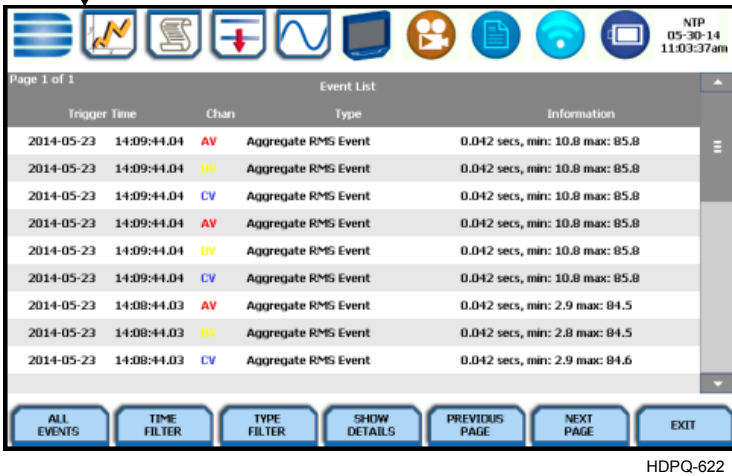 NTP
05-30-14
11:03:37am
Page 1 of 1
Event List
Trigger Time Chan Type Information
2014-05-23 14:09:44.04 AV Aggregate RMS Event 0.042 secs, min: 10.8 max: 85.8
2014-05-23 14:09:44.04 BV Aggregate RMS Event 0.042 secs, min: 10.8 max: 85.8
2014-05-23 14:09:44.04 CV Aggregate RMS Event 0.042 secs, min: 10.8 max: 85.8
2014-05-23 14:09:44.04 AV Aggregate RMS Event 0.042 secs, min: 10.8 max: 85.8
2014-05-23 14:09:44.04 BV Aggregate RMS Event 0.042 secs, min: 10.8 max: 85.8
2014-05-23 14:09:44.04 CV Aggregate RMS Event 0.042 secs, min: 10.8 max: 85.8
2014-05-23 14:08:44.03 AV Aggregate RMS Event 0.042 secs, min: 2.9 max: 84.5
2014-05-23 14:08:44.03 BV Aggregate RMS Event 0.042 secs, min: 2.8 max: 84.5
2014-05-23 14:08:44.03 CV Aggregate RMS Event 0.042 secs, min: 2.9 max: 84.6
ALL EVENTS
TIME FILTER
TYPE FILTER
SHOW DETAILS
PREVIOUS PAGE
NEXT PAGE
EXIT
HDPQ-622